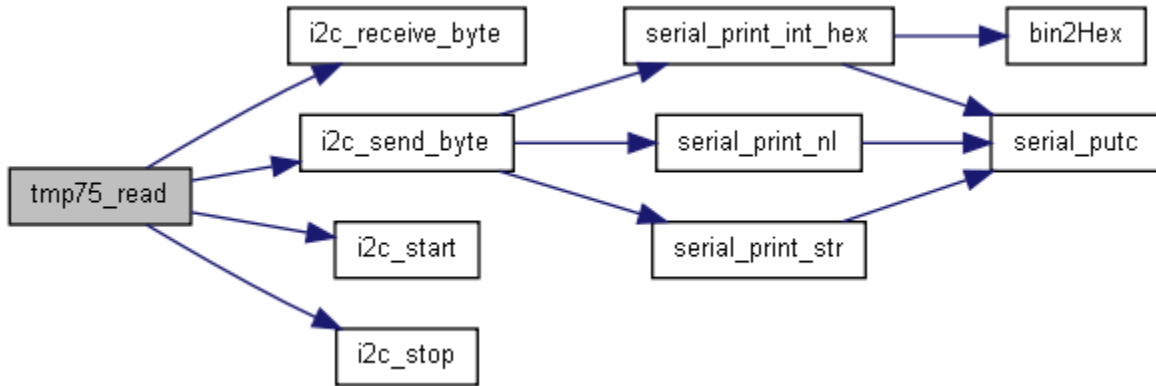 i2c_receive_byte
serial_print_int_hex
bin2Hex
i2c_send_byte
serial_print_nl
serial_putc
tmp75_read
i2c_start
serial_print_str
i2c_stop